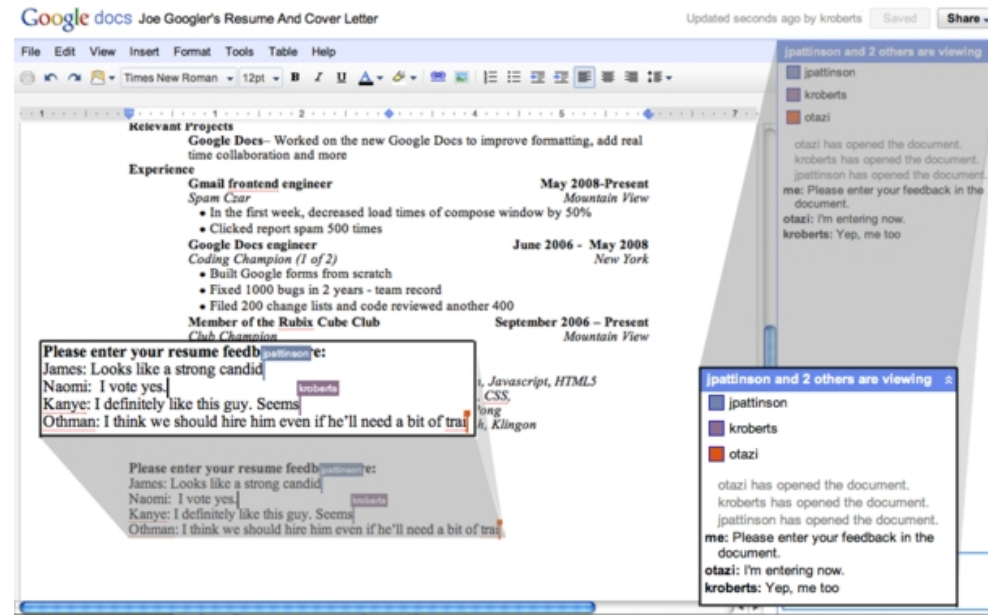 Google docs Joe Googler's Resume And Cover Letter
Updated seconds ago by kroberts Saved Share
File Edit View Insert Format Tools Table Help
Times New Roman 12pt B I U A
1 1 2 3 4 5 6 7
Relevant Projects
Google Docs– Worked on the new Google Docs to improve formatting, add real
time collaboration and more
Experience
Gmail frontend engineer May 2008-Present
Spam Czar Mountain View
• In the first week, decreased load times of compose window by 50%
• Clicked report spam 500 times
Google Docs engineer June 2006 - May 2008
Coding Champion (1 of 2) New York
• Built Google forms from scratch
• Fixed 1000 bugs in 2 years - team record
• Filed 200 change lists and code reviewed another 400
Member of the Rubix Cube Club September 2006 – Present
Club Champion Mountain View
Javascript, HTML5
CSS,
Klingon
Please enter your resume feedb jpattinson e:
James: Looks like a strong candid
Naomi: I vote yes.
kroberts
Kanye: I definitely like this guy. Seems
Othman: I think we should hire him even if he'll need a bit of trai
Please enter your resume feedb jpattinson e:
James: Looks like a strong candid
Naomi: I vote yes.
kroberts
Kanye: I definitely like this guy. Seems
Othman: I think we should hire him even if he'll need a bit of trai
jpattinson and 2 others are viewing
jpattinson
kroberts
otazi
otazi has opened the document.
kroberts has opened the document.
jpattinson has opened the document.
me: Please enter your feedback in the
document.
otazi: I'm entering now.
kroberts: Yep, me too
jpattinson and 2 others are viewing
jpattinson
kroberts
otazi
otazi has opened the document.
kroberts has opened the document.
jpattinson has opened the document.
me: Please enter your feedback in the
document.
otazi: I'm entering now.
kroberts: Yep, me too